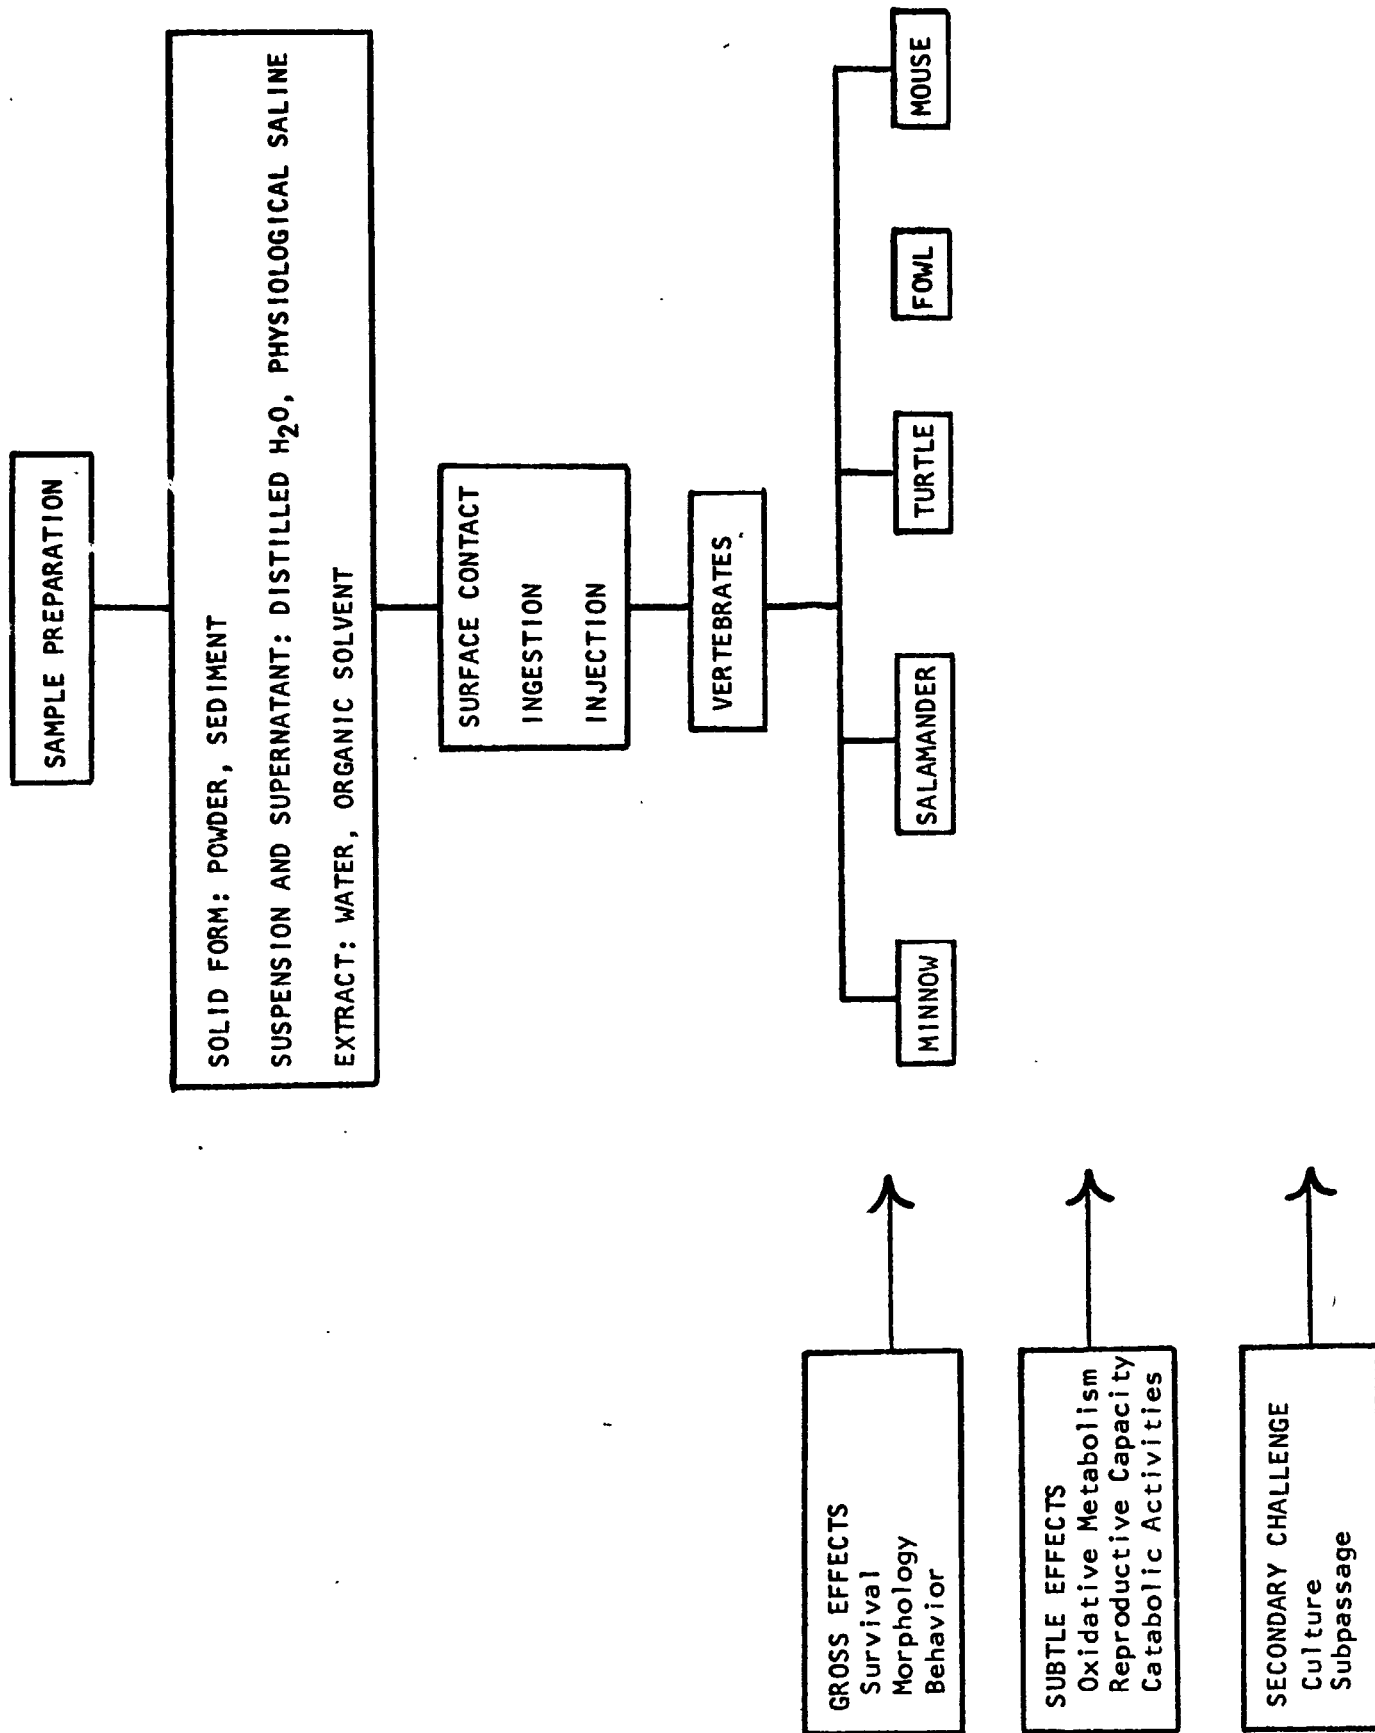 SAMPLE PREPARATION
SOLID FORM: POWDER, SEDIMENT
SUSPENSION AND SUPERNATANT: DISTILLED H₂O, PHYSIOLOGICAL SALINE
EXTRACT: WATER, ORGANIC SOLVENT
SURFACE CONTACT
INGESTION
INJECTION
VERTEBRATES
MINNOW
SALAMANDER
TURTLE
FOWL
MOUSE
GROSS EFFECTS
Survival
Morphology
Behavior
SUBTLE EFFECTS
Oxidative Metabolism
Reproductive Capacity
Catabolic Activities
SECONDARY CHALLENGE
Culture
Subpassage